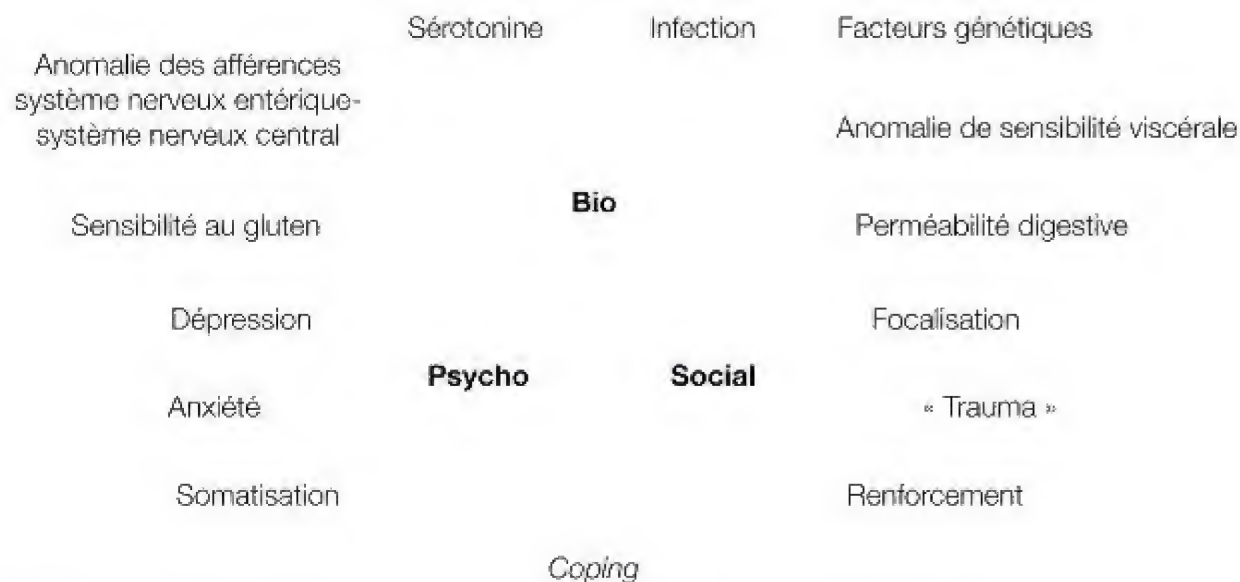 Sérotonine Infection Facteurs génétiques
Anomalie des afférences
système nerveux entérique-
système nerveux central
Anomalie de sensibilité viscérale
Bio
Sensibilité au gluten
Perméabilité digestive
Dépression
Focalisation
Psycho Social
Anxiété
« Trauma »
Somatisation
Renforcement
Coping